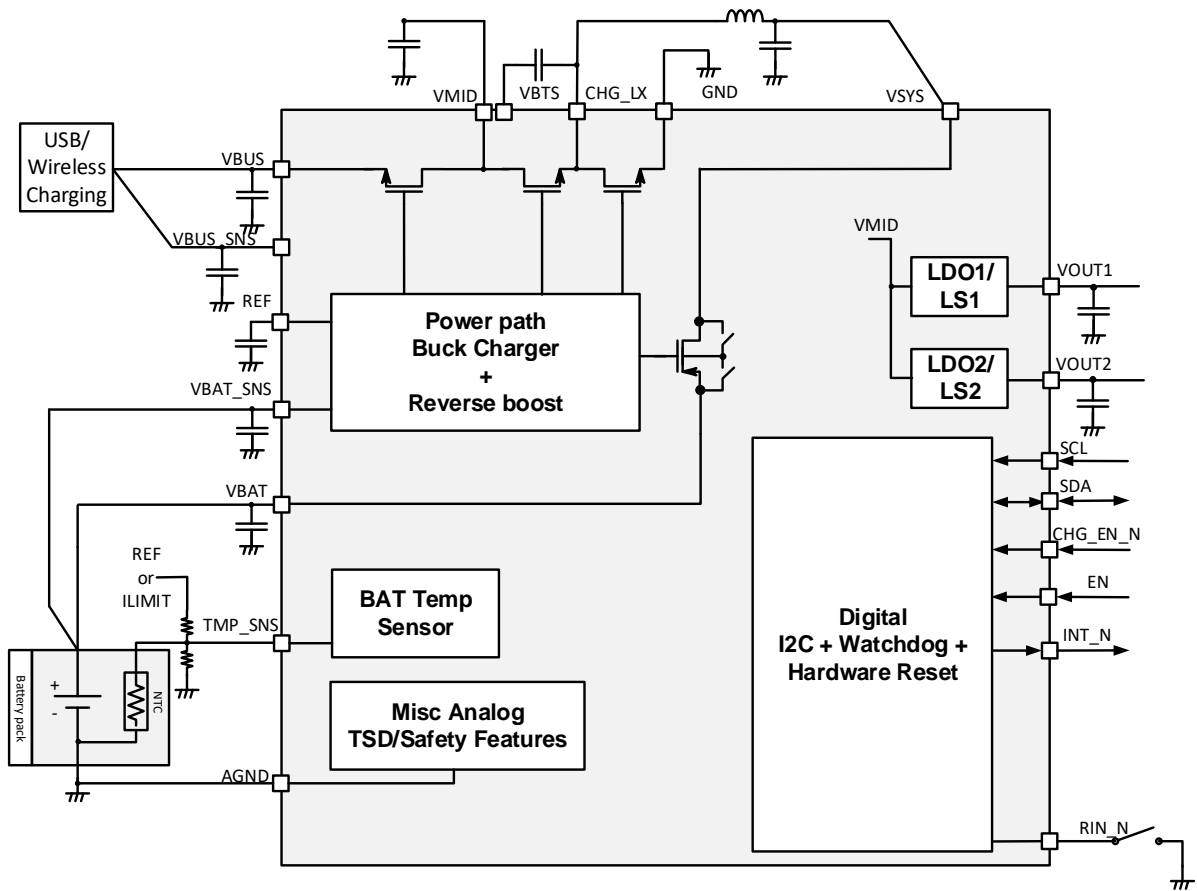 VMID
VBTS
CHG_LX
GND
VSYS
USB/
Wireless
Charging
VBUS
VBUS_SNS
REF
VBAT_SNS
VBAT
Power path
Buck Charger
+
Reverse boost
VMID
LDO1/
LS1
VOUT1
LDO2/
LS2
VOUT2
SCL
SDA
CHG_EN_N
EN
INT_N
REF
or
ILIMIT
TMP_SNS
BAT Temp
Sensor
Digital
I2C + Watchdog +
Hardware Reset
Misc Analog
TSD/Safety Features
Battery pack
+
-
NTC
AGND
RIN_N